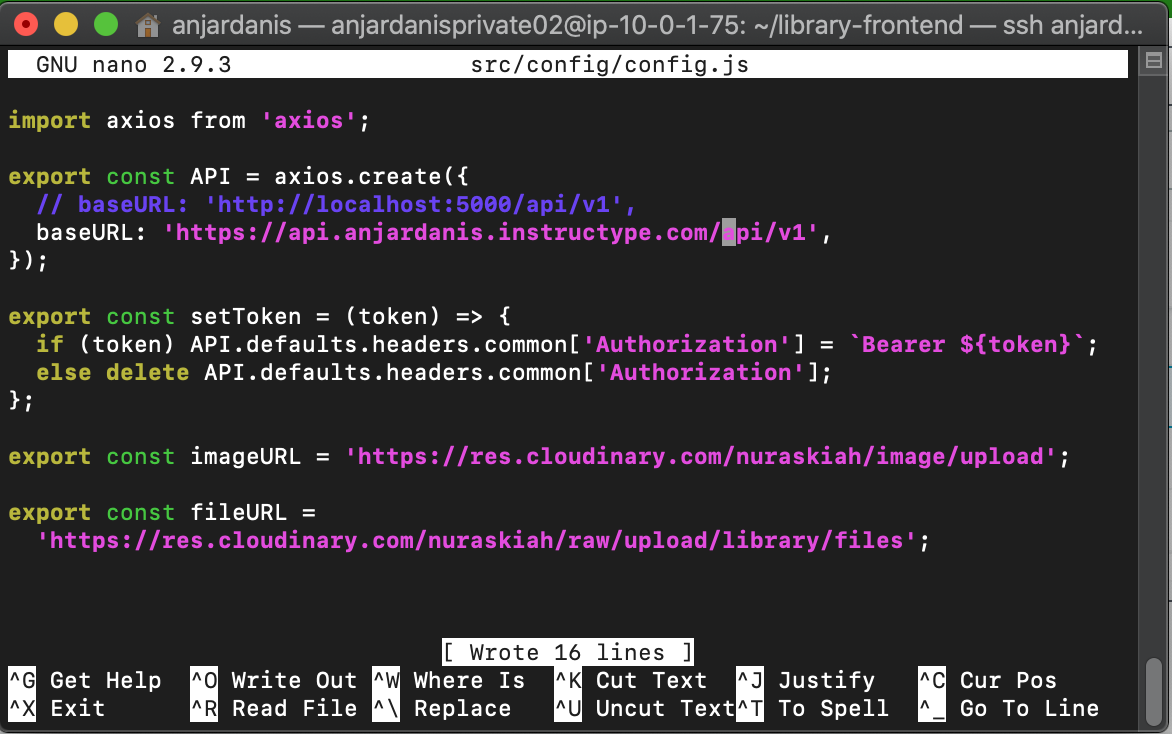 anjardanis — anjardanisprivate02@ip-10-0-1-75: ~/library-frontend — ssh anjard...
GNU nano 2.9.3 src/config/config.js
import axios from 'axios';
export const API = axios.create({
  // baseURL: 'http://localhost:5000/api/v1',
  baseURL: 'https://api.anjardanis.instructype.com/api/v1',
});
export const setToken = (token) => {
  if (token) API.defaults.headers.common['Authorization'] = `Bearer ${token}`;
  else delete API.defaults.headers.common['Authorization'];
};
export const imageURL = 'https://res.cloudinary.com/nuraskiah/image/upload';
export const fileURL =
  'https://res.cloudinary.com/nuraskiah/raw/upload/library/files';
[ Wrote 16 lines ]
^G Get Help ^O Write Out ^W Where Is ^K Cut Text ^J Justify ^C Cur Pos
^X Exit ^R Read File ^\ Replace ^U Uncut Text ^T To Spell ^_ Go To Line